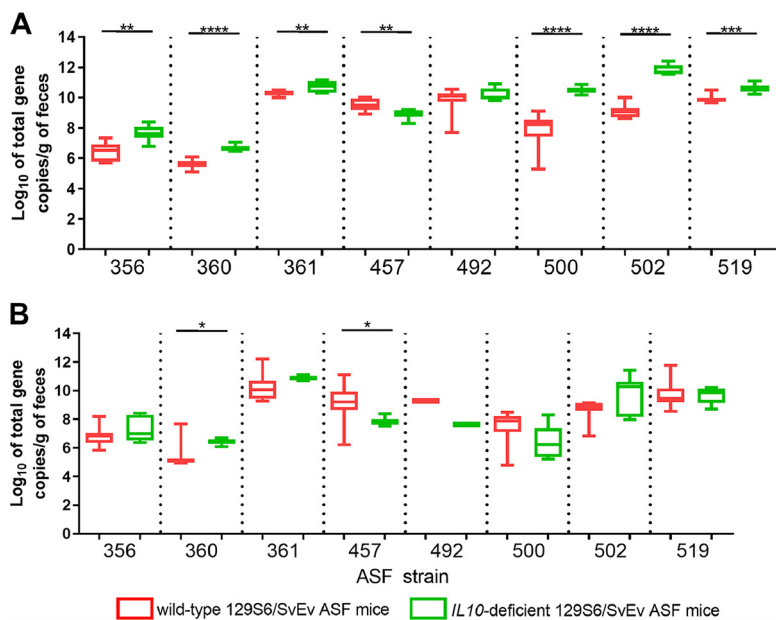 A
** **** ** ** **** **** ***
Log10 of total gene
copies/g of feces
14
12
10
8
6
4
2
0
356 360 361 457 492 500 502 519
B
* *
Log10 of total gene
copies/g of feces
14
12
10
8
6
4
2
0
356 360 361 457 492 500 502 519
ASF strain
wild-type 129S6/SvEv ASF mice IL10-deficient 129S6/SvEv ASF mice